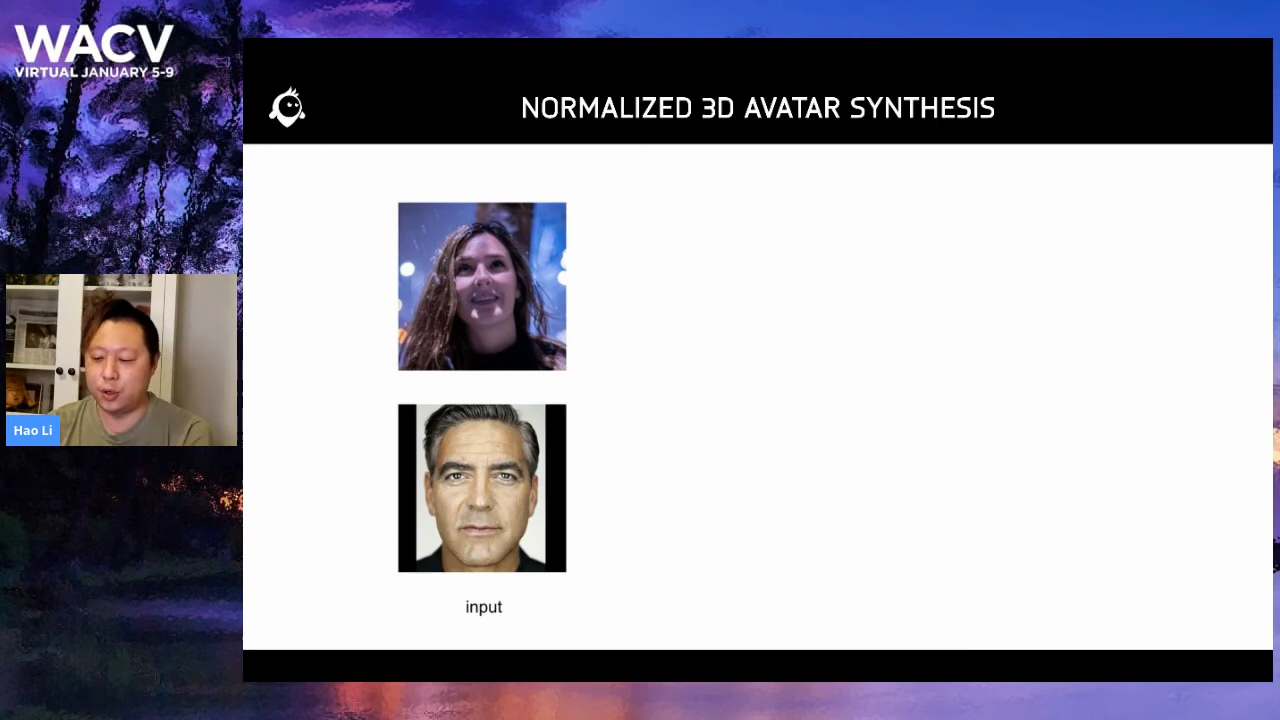 WACV
VIRTUAL JANUARY 5-9
NORMALIZED 3D AVATAR SYNTHESIS
Hao Li
input